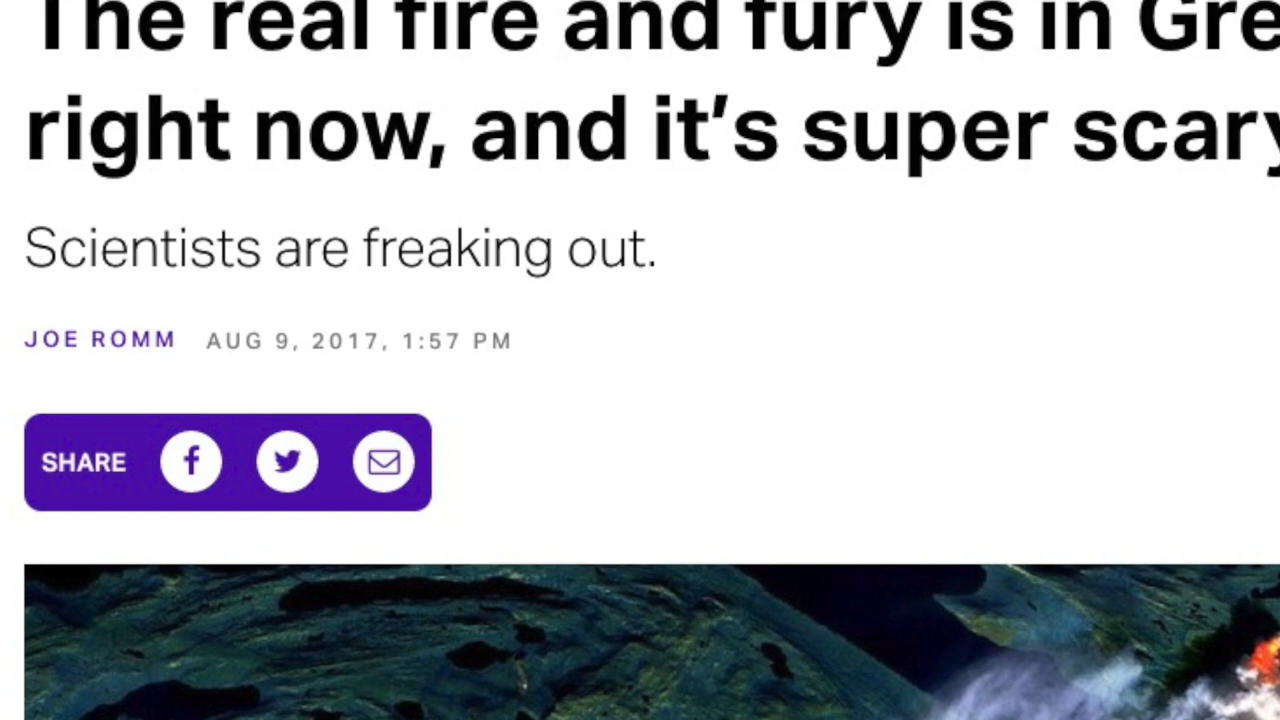 The real fire and fury is in Gre
right now, and it's super scary
Scientists are freaking out.
JOE ROMM AUG 9, 2017, 1:57 PM
SHARE